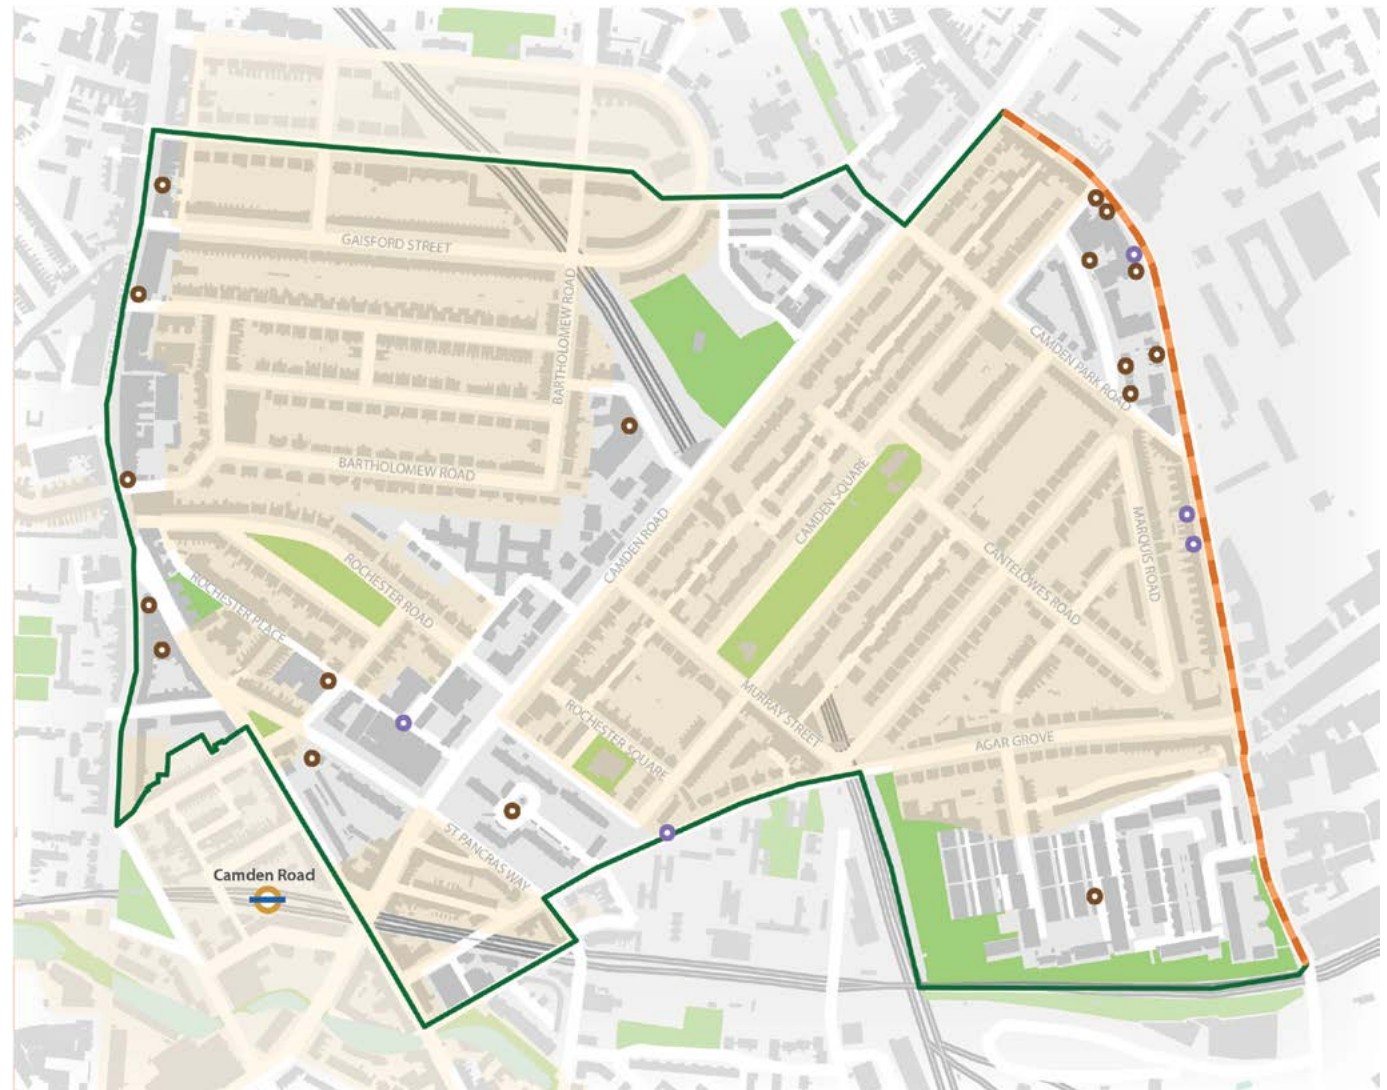 GAISFORD STREET
BARTHOLOMEW ROAD
CAMDEN PARK ROAD
BARTHOLOMEW ROAD
CAMDEN SQUARE
CAMDEN ROAD
MARQUIS ROAD
CANTELOWES ROAD
ROCHESTER ROAD
ROCHESTER PLACE
MURRAY STREET
ROCHESTER SQUARE
AGAR GROVE
ST PANCRAS WAY
Camden Road